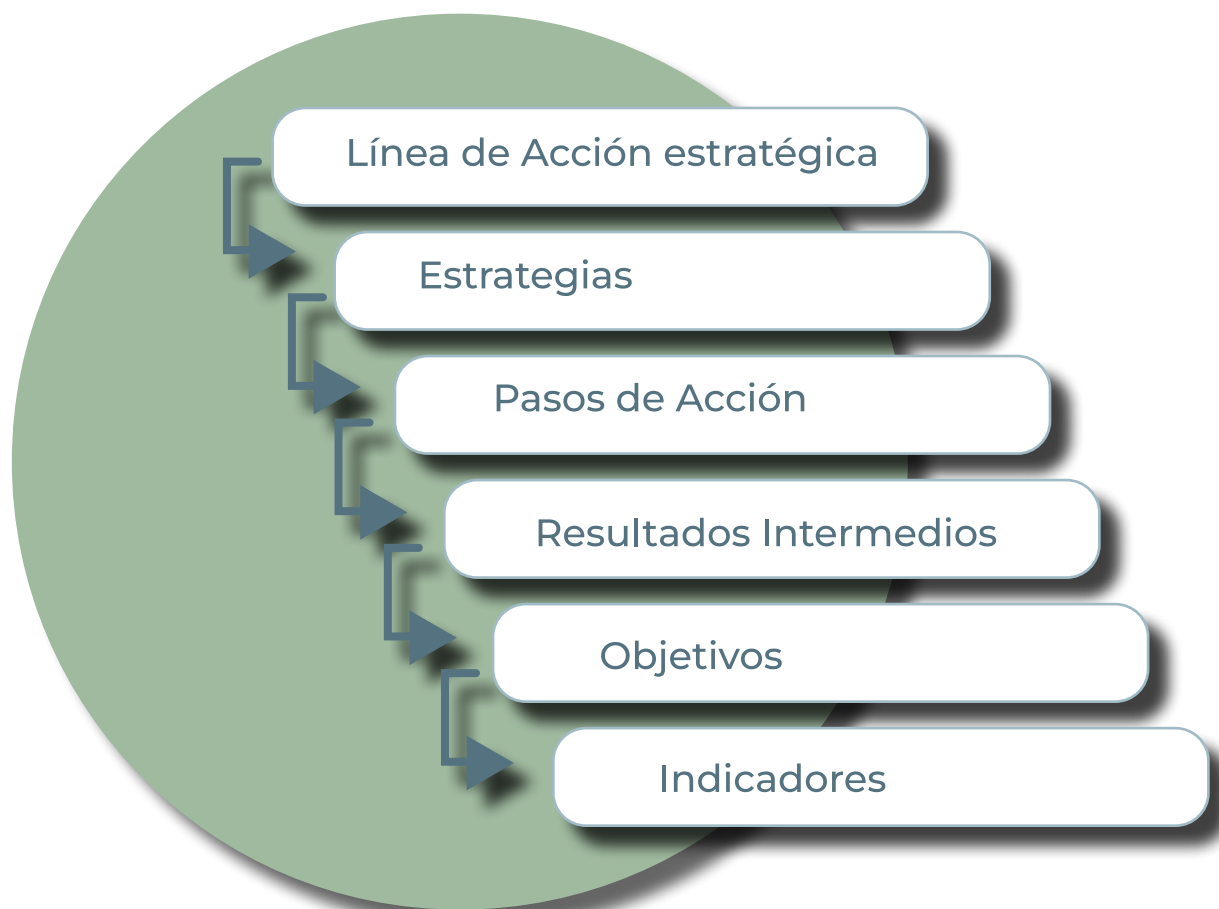 Línea de Acción estratégica
Estrategias
Pasos de Acción
Resultados Intermedios
Objetivos
Indicadores